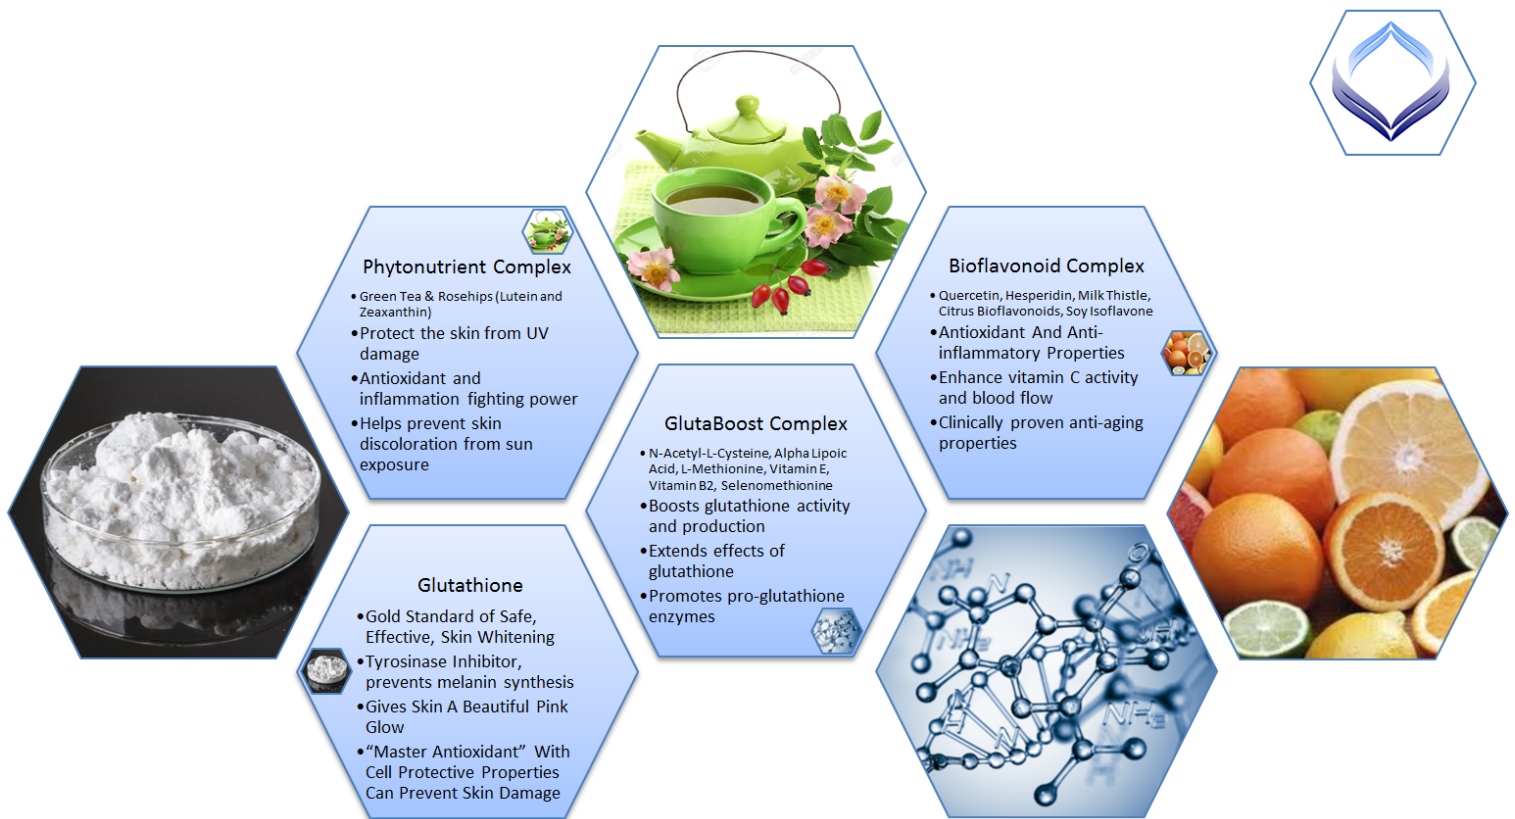 Phytonutrient Complex
• Green Tea & Rosehips (Lutein and
Zeaxanthin)
•Protect the skin from UV
damage
•Antioxidant and
inflammation fighting power
•Helps prevent skin
discoloration from sun
exposure
Bioflavonoid Complex
• Quercetin, Hesperidin, Milk Thistle,
Citrus Bioflavonoids, Soy Isoflavone
•Antioxidant And Anti-
inflammatory Properties
•Enhance vitamin C activity
and blood flow
•Clinically proven anti-aging
properties
GlutaBoost Complex
• N-Acetyl-L-Cysteine, Alpha Lipoic
Acid, L-Methionine, Vitamin E,
Vitamin B2, Selenomethionine
•Boosts glutathione activity
and production
•Extends effects of
glutathione
•Promotes pro-glutathione
enzymes
Glutathione
•Gold Standard of Safe,
Effective, Skin Whitening
•Tyrosinase Inhibitor,
prevents melanin synthesis
•Gives Skin A Beautiful Pink
Glow
•“Master Antioxidant” With
Cell Protective Properties
Can Prevent Skin Damage
O
NH
N
NH₂
NH
N
NH₂
H
N